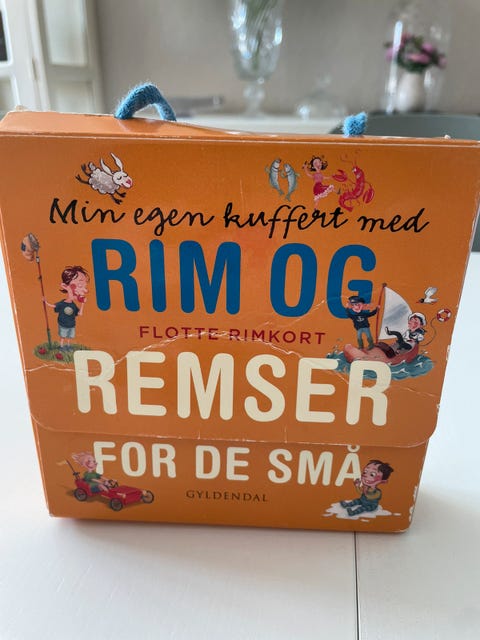 Min egen kuffert med
RIM OG
FLOTTE RIMKORT
REMSER
FOR DE SMÅ
GYLDENDAL